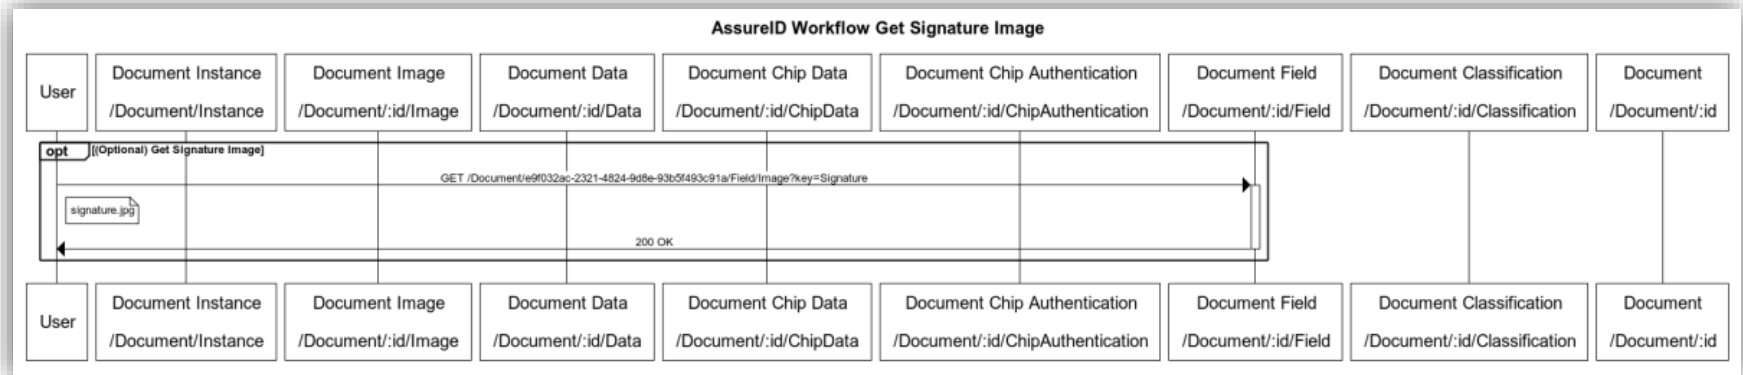 AssureID Workflow Get Signature Image
User
Document Instance
/Document/Instance
Document Image
/Document/:id/Image
Document Data
/Document/:id/Data
Document Chip Data
/Document/:id/ChipData
Document Chip Authentication
/Document/:id/ChipAuthentication
Document Field
/Document/:id/Field
Document Classification
/Document/:id/Classification
Document
/Document/:id
opt [(Optional) Get Signature Image]
GET /Document/e9f032ac-2321-4824-9d8e-93b5f493c91a/Field/Image?key=Signature
signature.jpg
200 OK
User
Document Instance
/Document/Instance
Document Image
/Document/:id/Image
Document Data
/Document/:id/Data
Document Chip Data
/Document/:id/ChipData
Document Chip Authentication
/Document/:id/ChipAuthentication
Document Field
/Document/:id/Field
Document Classification
/Document/:id/Classification
Document
/Document/:id